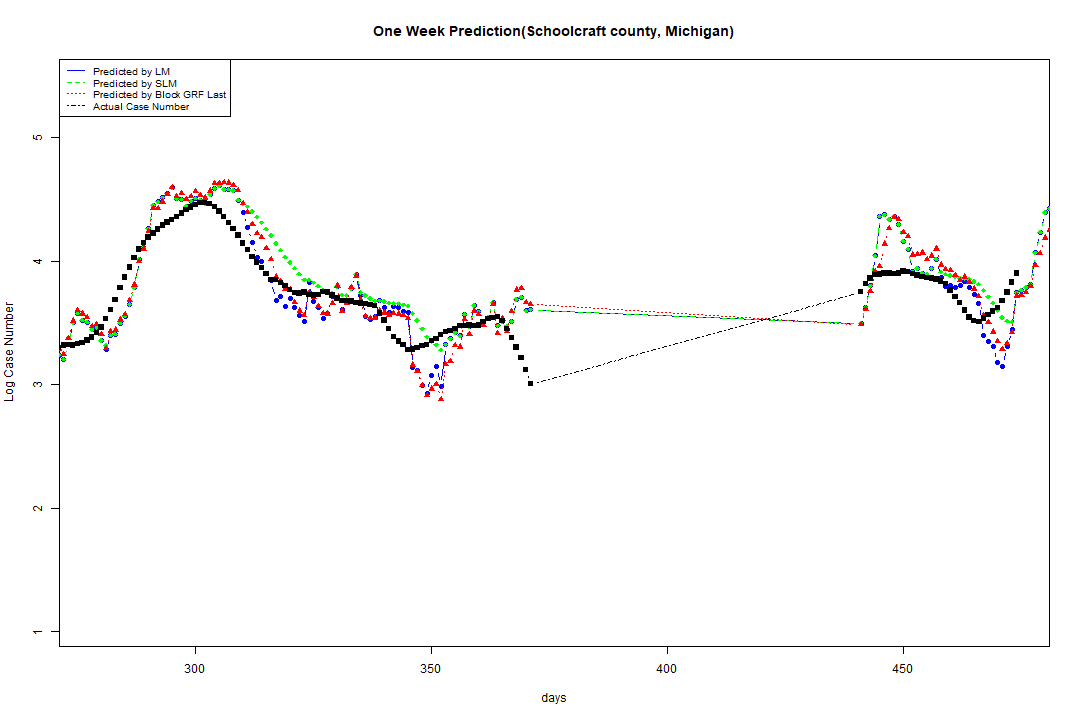 One Week Prediction(Schoolcraft county, Michigan)
Predicted by LM
Predicted by SLM
Predicted by Block GRF Last
Actual Case Number
5
4
3
2
1
Log Case Number
300
350
400
450
days